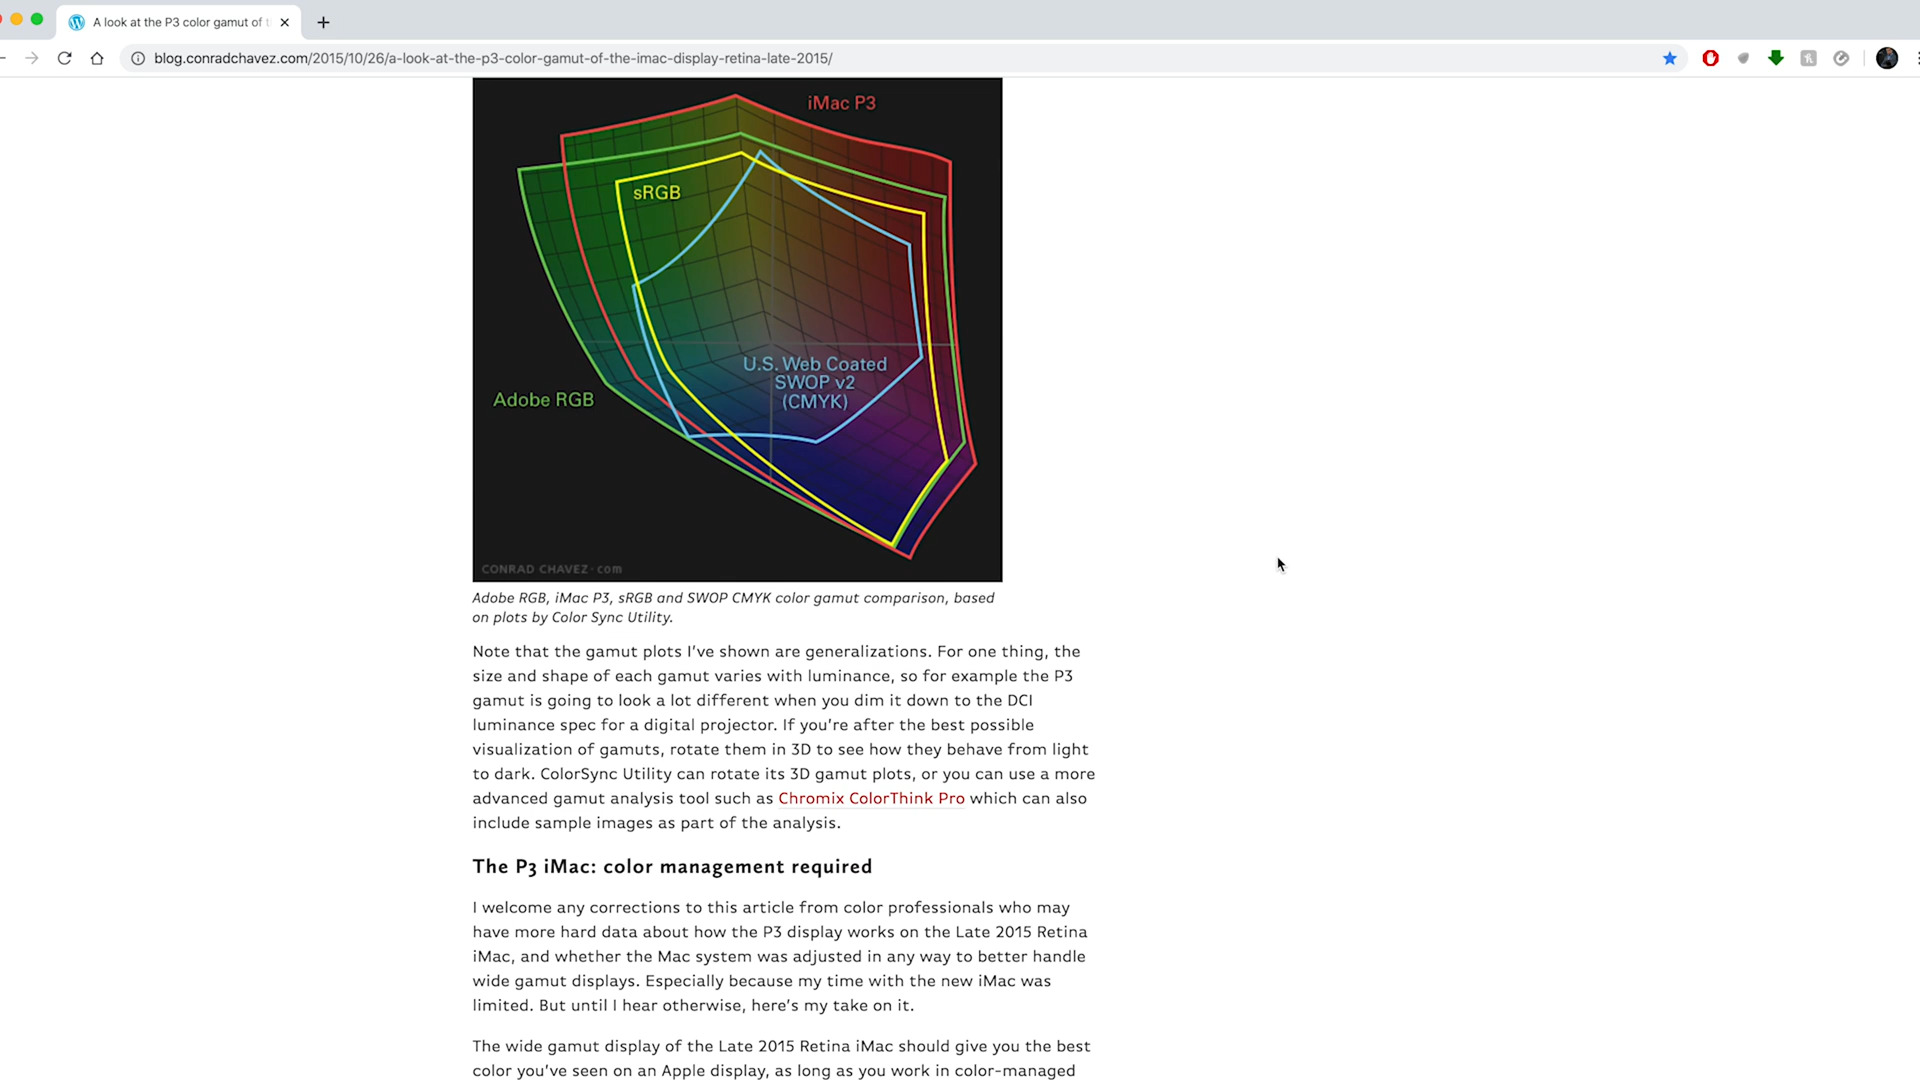 A look at the P3 color gamut of t
blog.conradchavez.com/2015/10/26/a-look-at-the-p3-color-gamut-of-the-imac-display-retina-late-2015/
iMac P3
sRGB
U.S. Web Coated
SWOP v2
(CMYK)
Adobe RGB
CONRAD CHAVEZ·com
Adobe RGB, iMac P3, sRGB and SWOP CMYK color gamut comparison, based
on plots by Color Sync Utility.
Note that the gamut plots I've shown are generalizations. For one thing, the
size and shape of each gamut varies with luminance, so for example the P3
gamut is going to look a lot different when you dim it down to the DCI
luminance spec for a digital projector. If you're after the best possible
visualization of gamuts, rotate them in 3D to see how they behave from light
to dark. ColorSync Utility can rotate its 3D gamut plots, or you can use a more
advanced gamut analysis tool such as Chromix ColorThink Pro which can also
include sample images as part of the analysis.
The P3 iMac: color management required
I welcome any corrections to this article from color professionals who may
have more hard data about how the P3 display works on the Late 2015 Retina
iMac, and whether the Mac system was adjusted in any way to better handle
wide gamut displays. Especially because my time with the new iMac was
limited. But until I hear otherwise, here's my take on it.
The wide gamut display of the Late 2015 Retina iMac should give you the best
color you've seen on an Apple display, as long as you work in color-managed